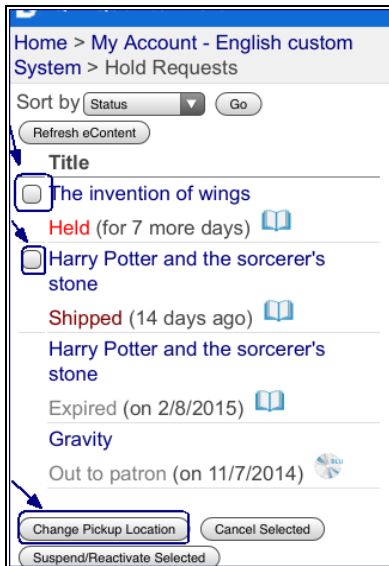 Home > My Account - English custom
System > Hold Requests
Sort by Status Go
Refresh eContent
Title
The invention of wings
Held (for 7 more days)
Harry Potter and the sorcerer's
stone
Shipped (14 days ago)
Harry Potter and the sorcerer's
stone
Expired (on 2/8/2015)
Gravity
Out to patron (on 11/7/2014) BLU
Change Pickup Location Cancel Selected
Suspend/Reactivate Selected